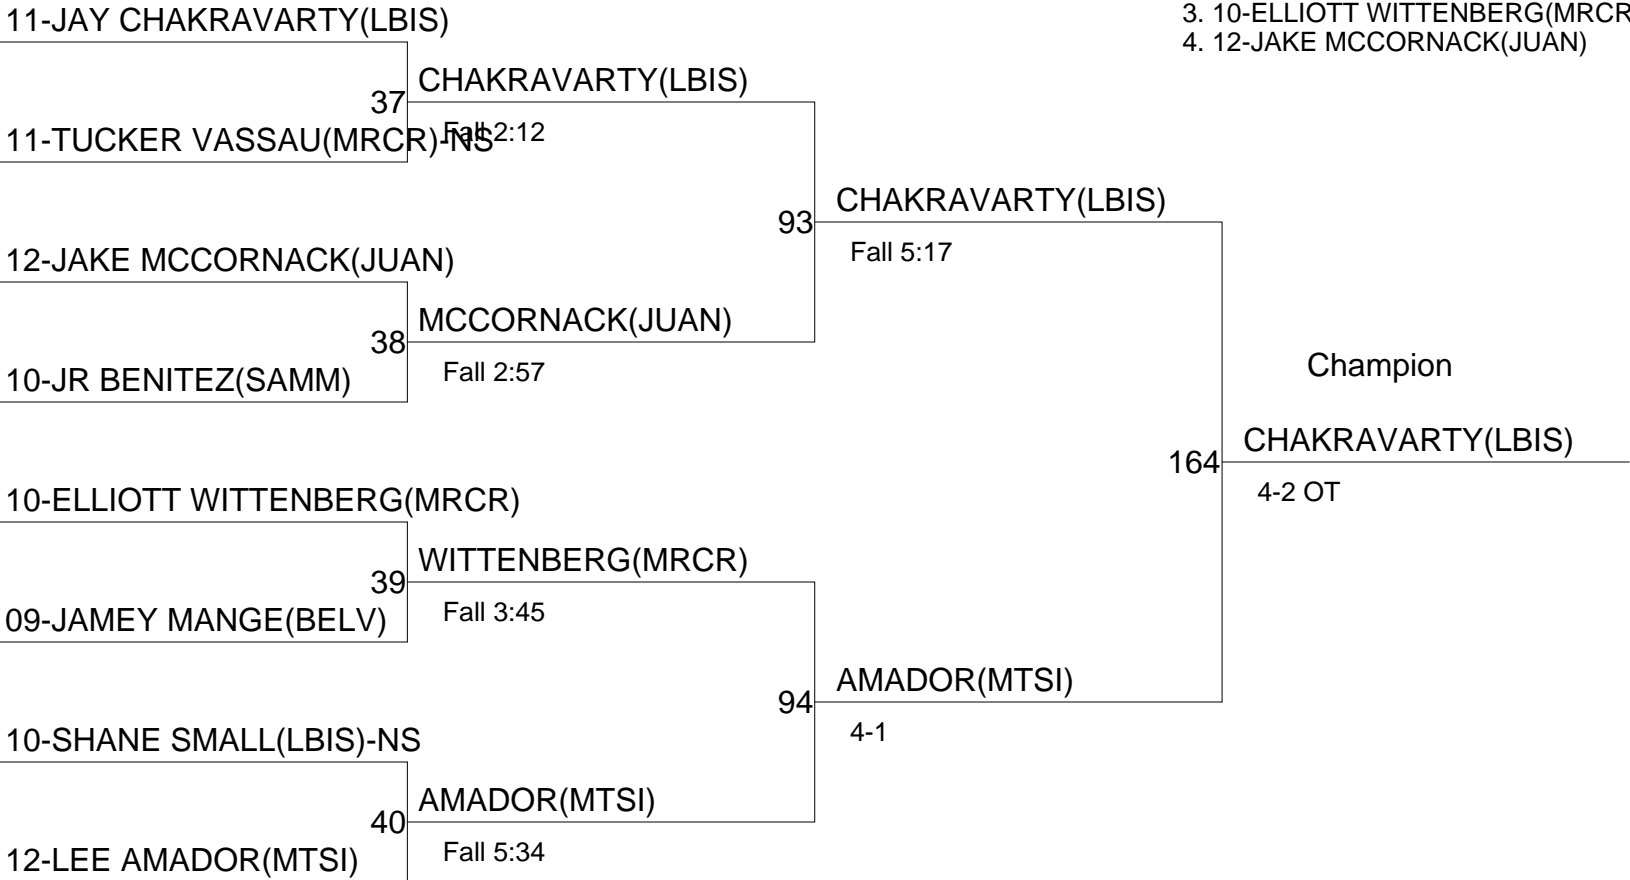 11-JAY CHAKRAVARTY(LBIS)
3. 10-ELLIOTT WITTENBERG(MRCR
4. 12-JAKE MCCORNACK(JUAN)
CHAKRAVARTY(LBIS)
37
Fall 2:12
11-TUCKER VASSAU(MRCR)-NS
CHAKRAVARTY(LBIS)
93
Fall 5:17
12-JAKE MCCORNACK(JUAN)
MCCORNACK(JUAN)
38
Fall 2:57
10-JR BENITEZ(SAMM)
Champion
CHAKRAVARTY(LBIS)
164
4-2 OT
10-ELLIOTT WITTENBERG(MRCR)
WITTENBERG(MRCR)
39
Fall 3:45
09-JAMEY MANGE(BELV)
AMADOR(MTSI)
94
4-1
10-SHANE SMALL(LBIS)-NS
AMADOR(MTSI)
40
Fall 5:34
12-LEE AMADOR(MTSI)